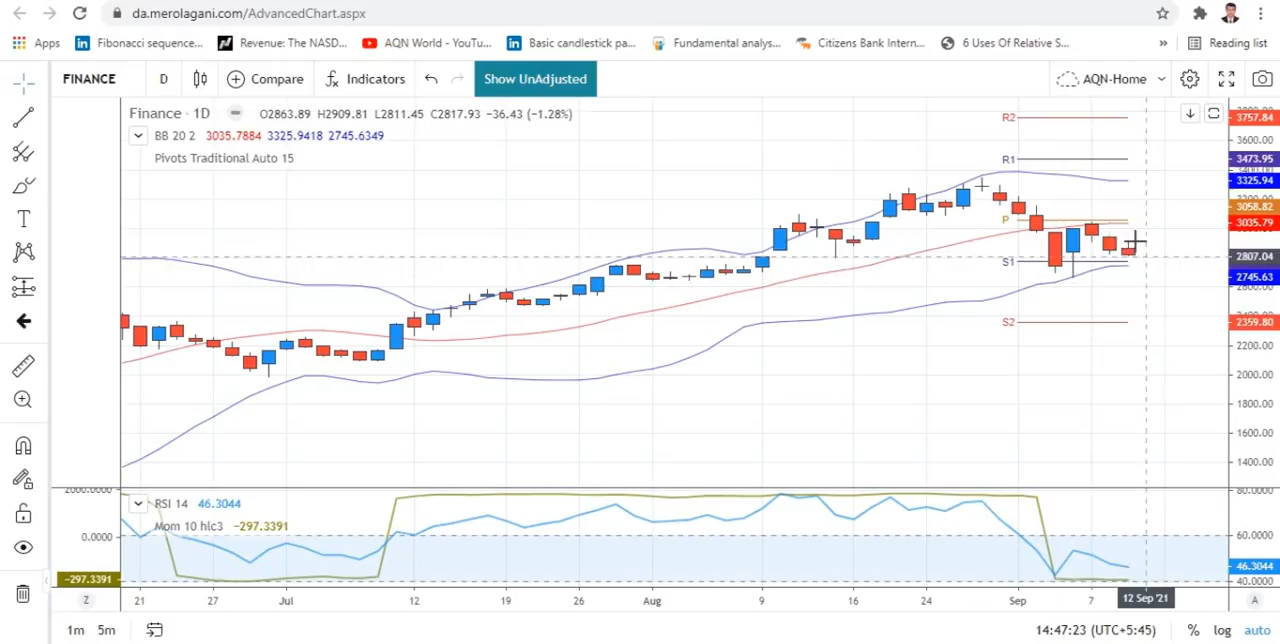 da.merolagani.com/AdvancedChart.aspx
Apps Fibonacci sequence... Revenue: The NASD... AQN World - YouTu... Basic candlestick pa... Fundamental analys... Citizens Bank Intern... 6 Uses Of Relative S... » Reading list
FINANCE D Compare Indicators Show UnAdjusted AQN-Home
Finance · 1D O2863.89 H2909.81 L2811.45 C2817.93 −36.43 (−1.28%)
BB 20 2 3035.7884 3325.9418 2745.6349
Pivots Traditional Auto 15
R2
R1
P
S1
S2
3757.84
3600.00
3473.95
3325.94
3058.82
3035.79
2807.04
2745.63
2359.80
2200.00
2000.00
1800.00
1600.00
1400.00
RSI 14 46.3044
Mom 10 hlc3 −297.3391
0.0000
−297.3391
80.0000
60.0000
46.3044
40.0000
Z 21 27 Jul 12 19 26 Aug 9 16 24 Sep 7 12 Sep '21 A
1m 5m 14:47:23 (UTC+5:45) % log auto